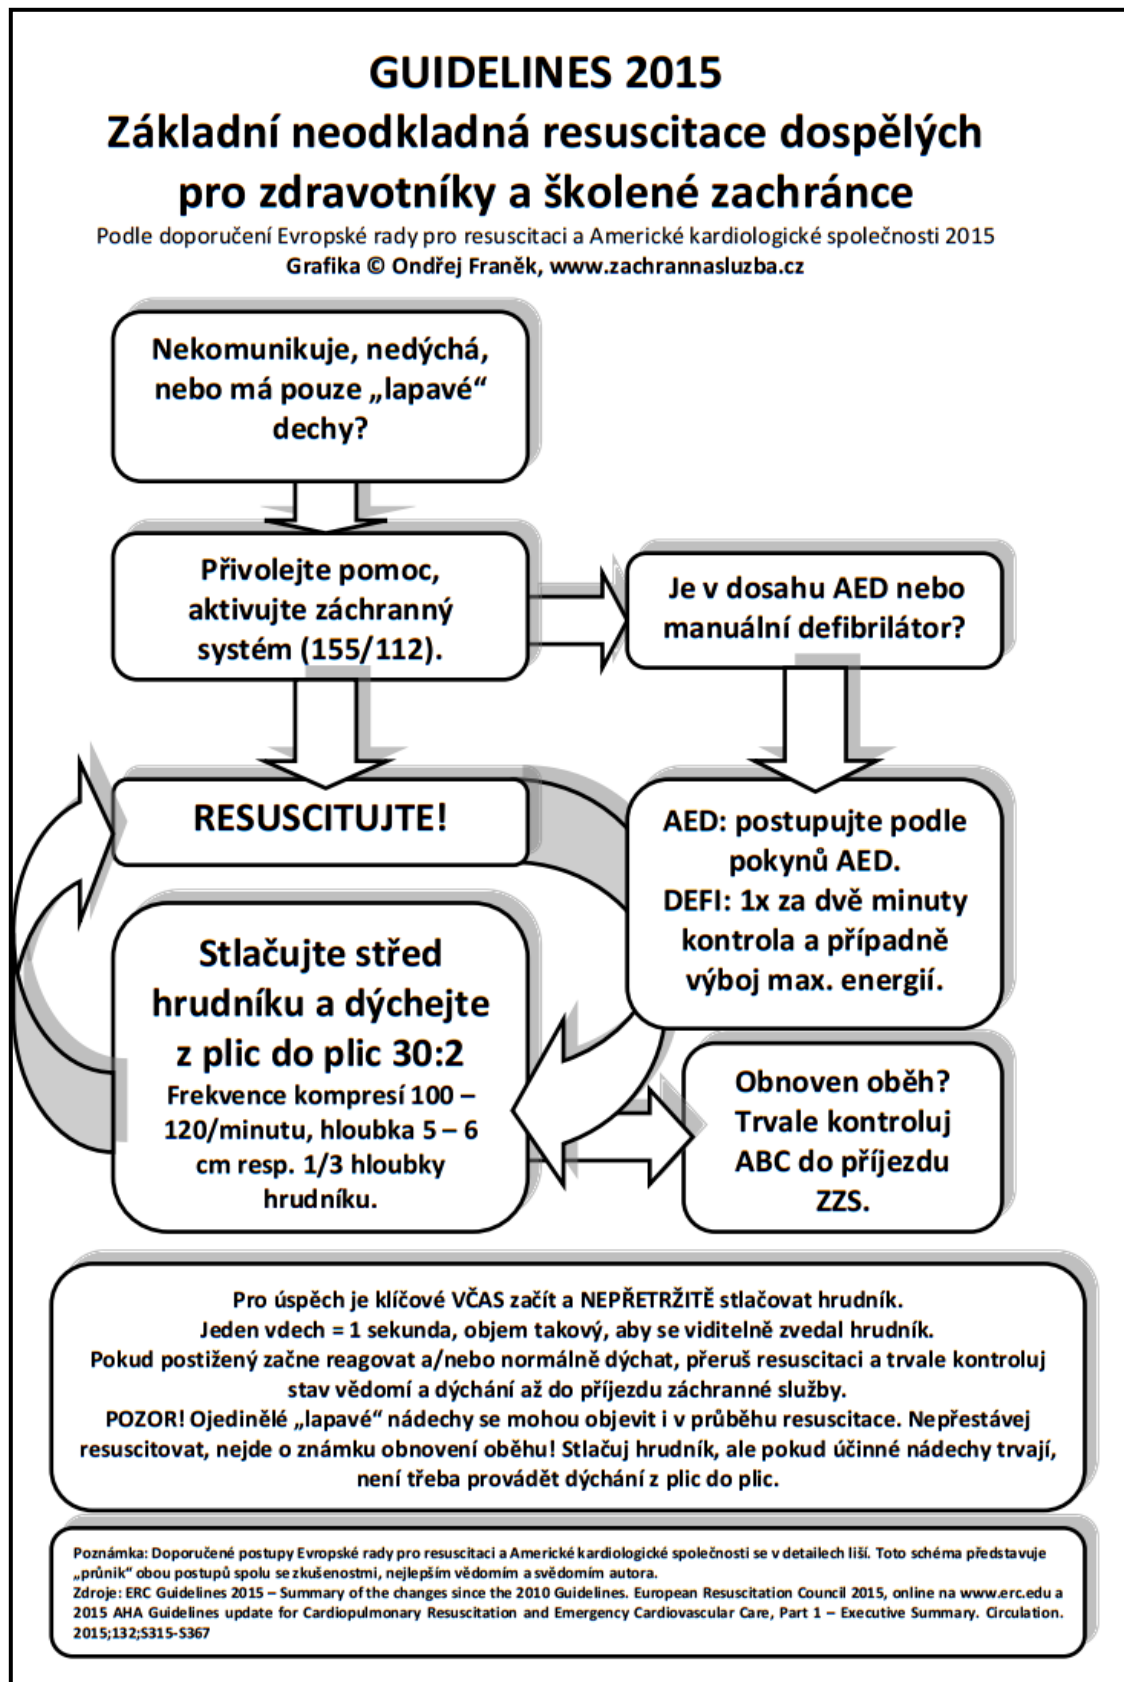 GUIDELINES 2015
Základní neodkladná resuscitace dospělých
pro zdravotníky a školené zachránce
Podle doporučení Evropské rady pro resuscitaci a Americké kardiologické společnosti 2015
Grafika © Ondřej Franěk, www.zachrannasluzba.cz
Nekomunikuje, nedýchá,
nebo má pouze „lapavé“
dechy?
Přivolejte pomoc,
aktivujte záchranný
systém (155/112).
Je v dosahu AED nebo
manuální defibrilátor?
RESUSCITUJTE!
AED: postupujte podle
pokynů AED.
DEFI: 1x za dvě minuty
kontrola a případně
výboj max. energií.
Stlačujte střed
hrudníku a dýchejte
z plic do plic 30:2
Frekvence kompresí 100 –
120/minutu, hloubka 5 – 6
cm resp. 1/3 hloubky
hrudníku.
Obnoven oběh?
Trvale kontroluj
ABC do příjezdu
ZZS.
Pro úspěch je klíčové VČAS začít a NEPŘETRŽITĚ stlačovat hrudník.
Jeden vdech = 1 sekunda, objem takový, aby se viditelně zvedal hrudník.
Pokud postižený začne reagovat a/nebo normálně dýchat, přeruš resuscitaci a trvale kontroluj
stav vědomí a dýchání až do příjezdu záchranné služby.
POZOR! Ojedinělé „lapavé“ nádechy se mohou objevit i v průběhu resuscitace. Nepřestávej
resuscitovat, nejde o známku obnovení oběhu! Stlačuj hrudník, ale pokud účinné nádechy trvají,
není třeba provádět dýchání z plic do plic.
Poznámka: Doporučené postupy Evropské rady pro resuscitaci a Americké kardiologické společnosti se v detailech liší. Toto schéma představuje
„průnik“ obou postupů spolu se zkušenostmi, nejlepším vědomím a svědomím autora.
Zdroje: ERC Guidelines 2015 – Summary of the changes since the 2010 Guidelines. European Resuscitation Council 2015, online na www.erc.edu a
2015 AHA Guidelines update for Cardiopulmonary Resuscitation and Emergency Cardiovascular Care, Part 1 – Executive Summary. Circulation.
2015;132;S315-S367